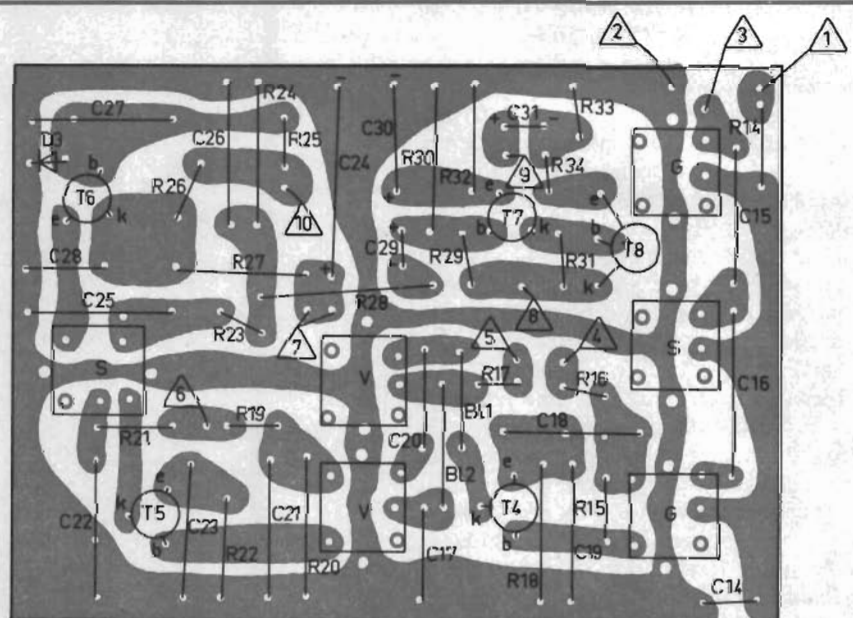 2 3 1
C27 R24 − − + C31 − R33 R14
D3 b C26 R25 C24 C30 R30 R32 e R34 G
T6 R26 9
e k 10 + T7 e C15
C28 R27 + C29 R29 b k R31 b T8
C25 R28 k
R23 7 8
S 5 4 S
V R17 R16 C16
6 BL1
R21 R19 C20 C18
BL2
e e
k T5 C23 C21 V k T4 R15 G
C22 b R22 C17 b C19
R20 R18
C14